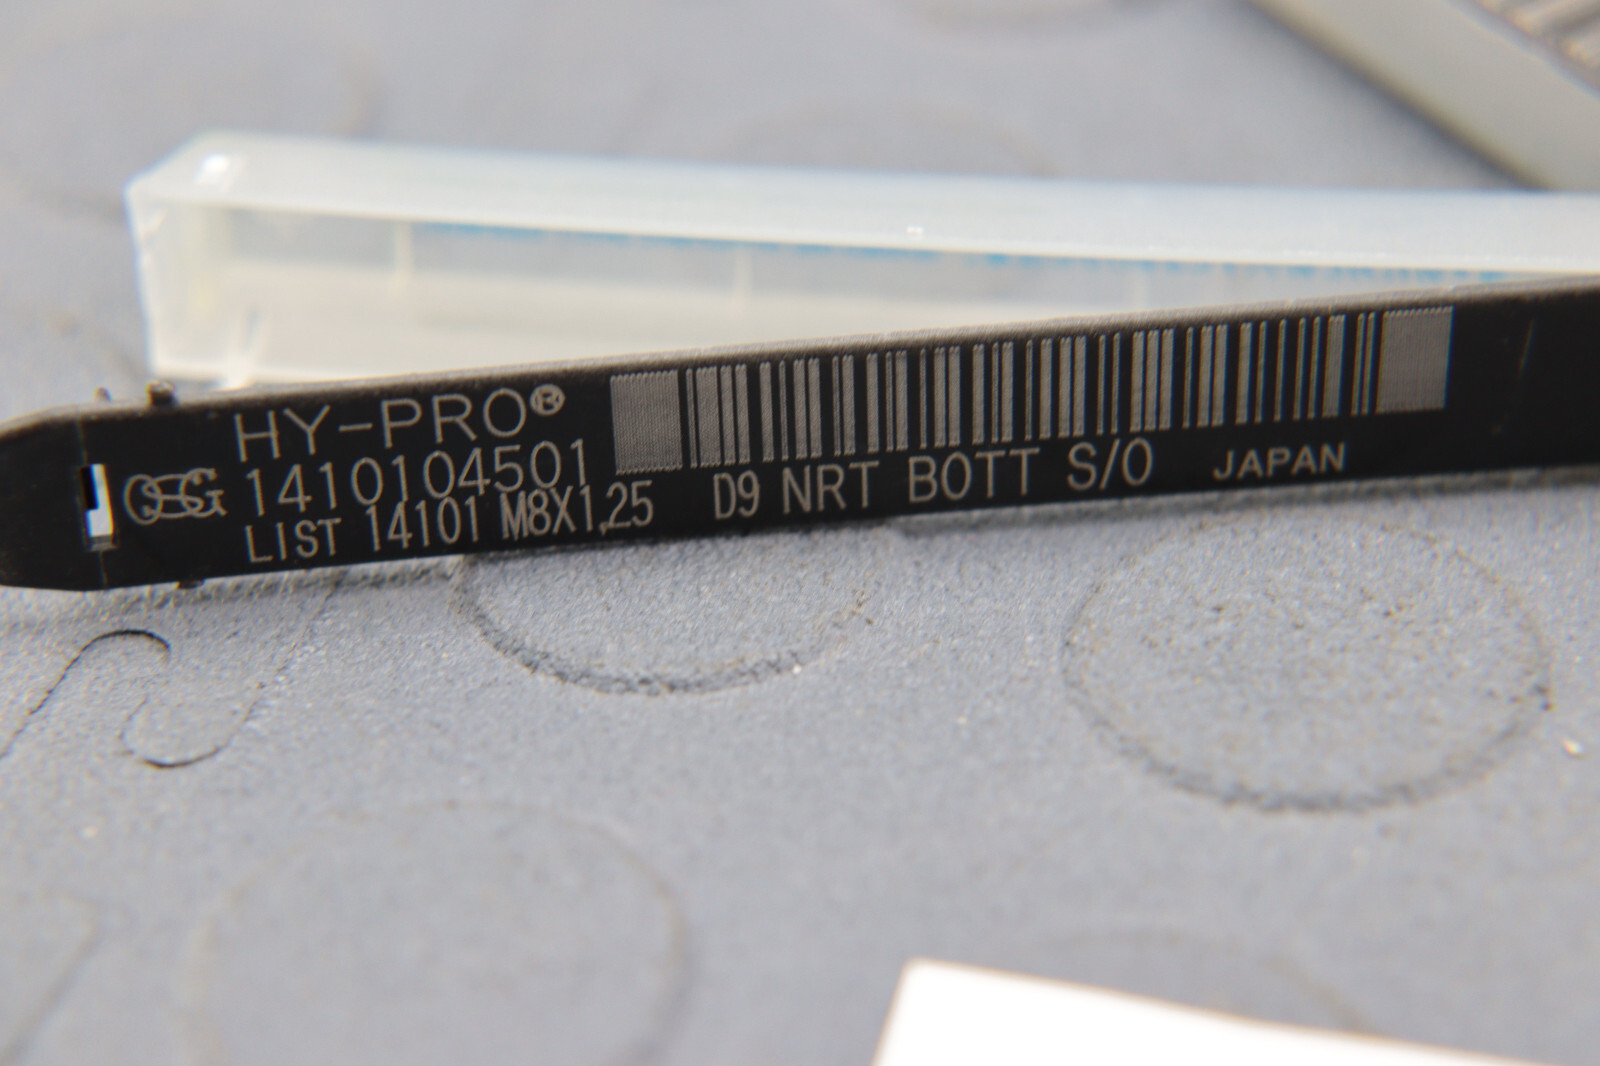 HY-PRO®
OSG 1410104501
LIST 14101 M8X1,25 D9 NRT BOTT S/O JAPAN